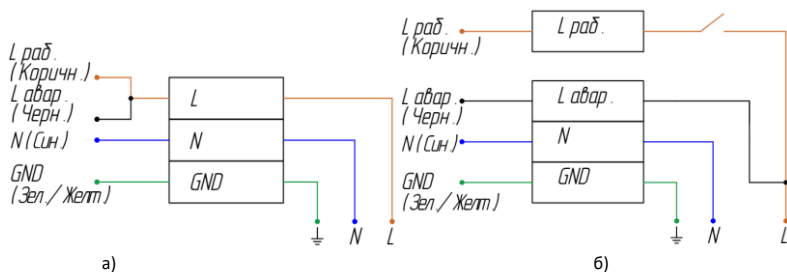 L раб.
(Коричн.)
L авар.
(Черн.)
N (Син.)
GND
(Зел./Желт.)
L
N
GND
N
L
а)
L раб.
(Коричн.)
L авар.
(Черн.)
N (Син.)
GND
(Зел./Желт.)
L раб.
L авар.
N
GND
N
L
б)